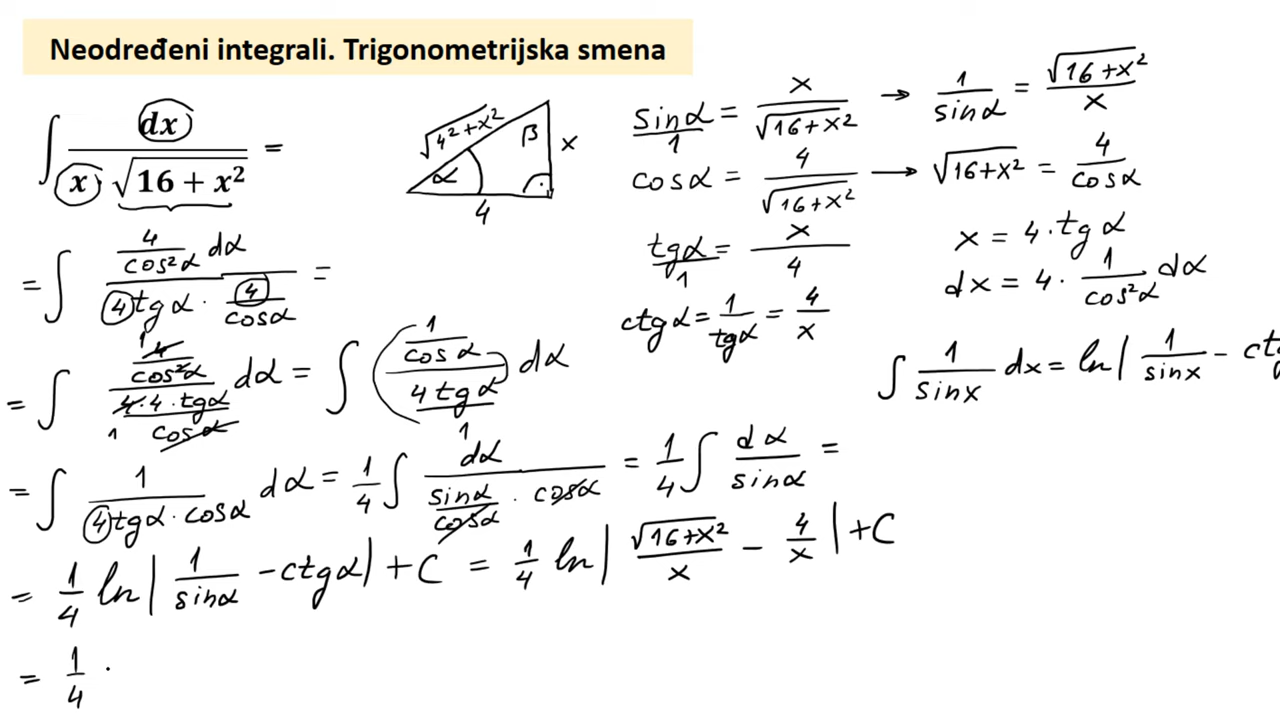 Neodređeni integrali. Trigonometrijska smena
∫ dx / (x √(16 + x²)) =
√(4² + x²)
α
β
x
4
sinα / 1 = x / √(16 + x²) → 1 / sinα = √(16 + x²) / x
cosα = 4 / √(16 + x²) → √(16 + x²) = 4 / cosα
tgα / 1 = x / 4
x = 4 · tgα
dx = 4 · 1 / cos²α dα
ctgα = 1 / tgα = 4 / x
∫ 1 / sinx dx = ln | 1 / sinx - ct
= ∫ (4 / cos²α dα) / (4 tgα · 4 / cosα) =
= ∫ (4 / cos²α) / (4 · 4 · tgα / cosα) dα = ∫ ((1 / cosα) / (4 tgα)) dα
= ∫ 1 / (4 tgα · cosα) dα = 1/4 ∫ dα / (sinα / cosα · cosα) = 1/4 ∫ dα / sinα =
= 1/4 ln | 1 / sinα - ctgα | + C = 1/4 ln | √(16 + x²) / x - 4 / x | + C
= 1/4 ·